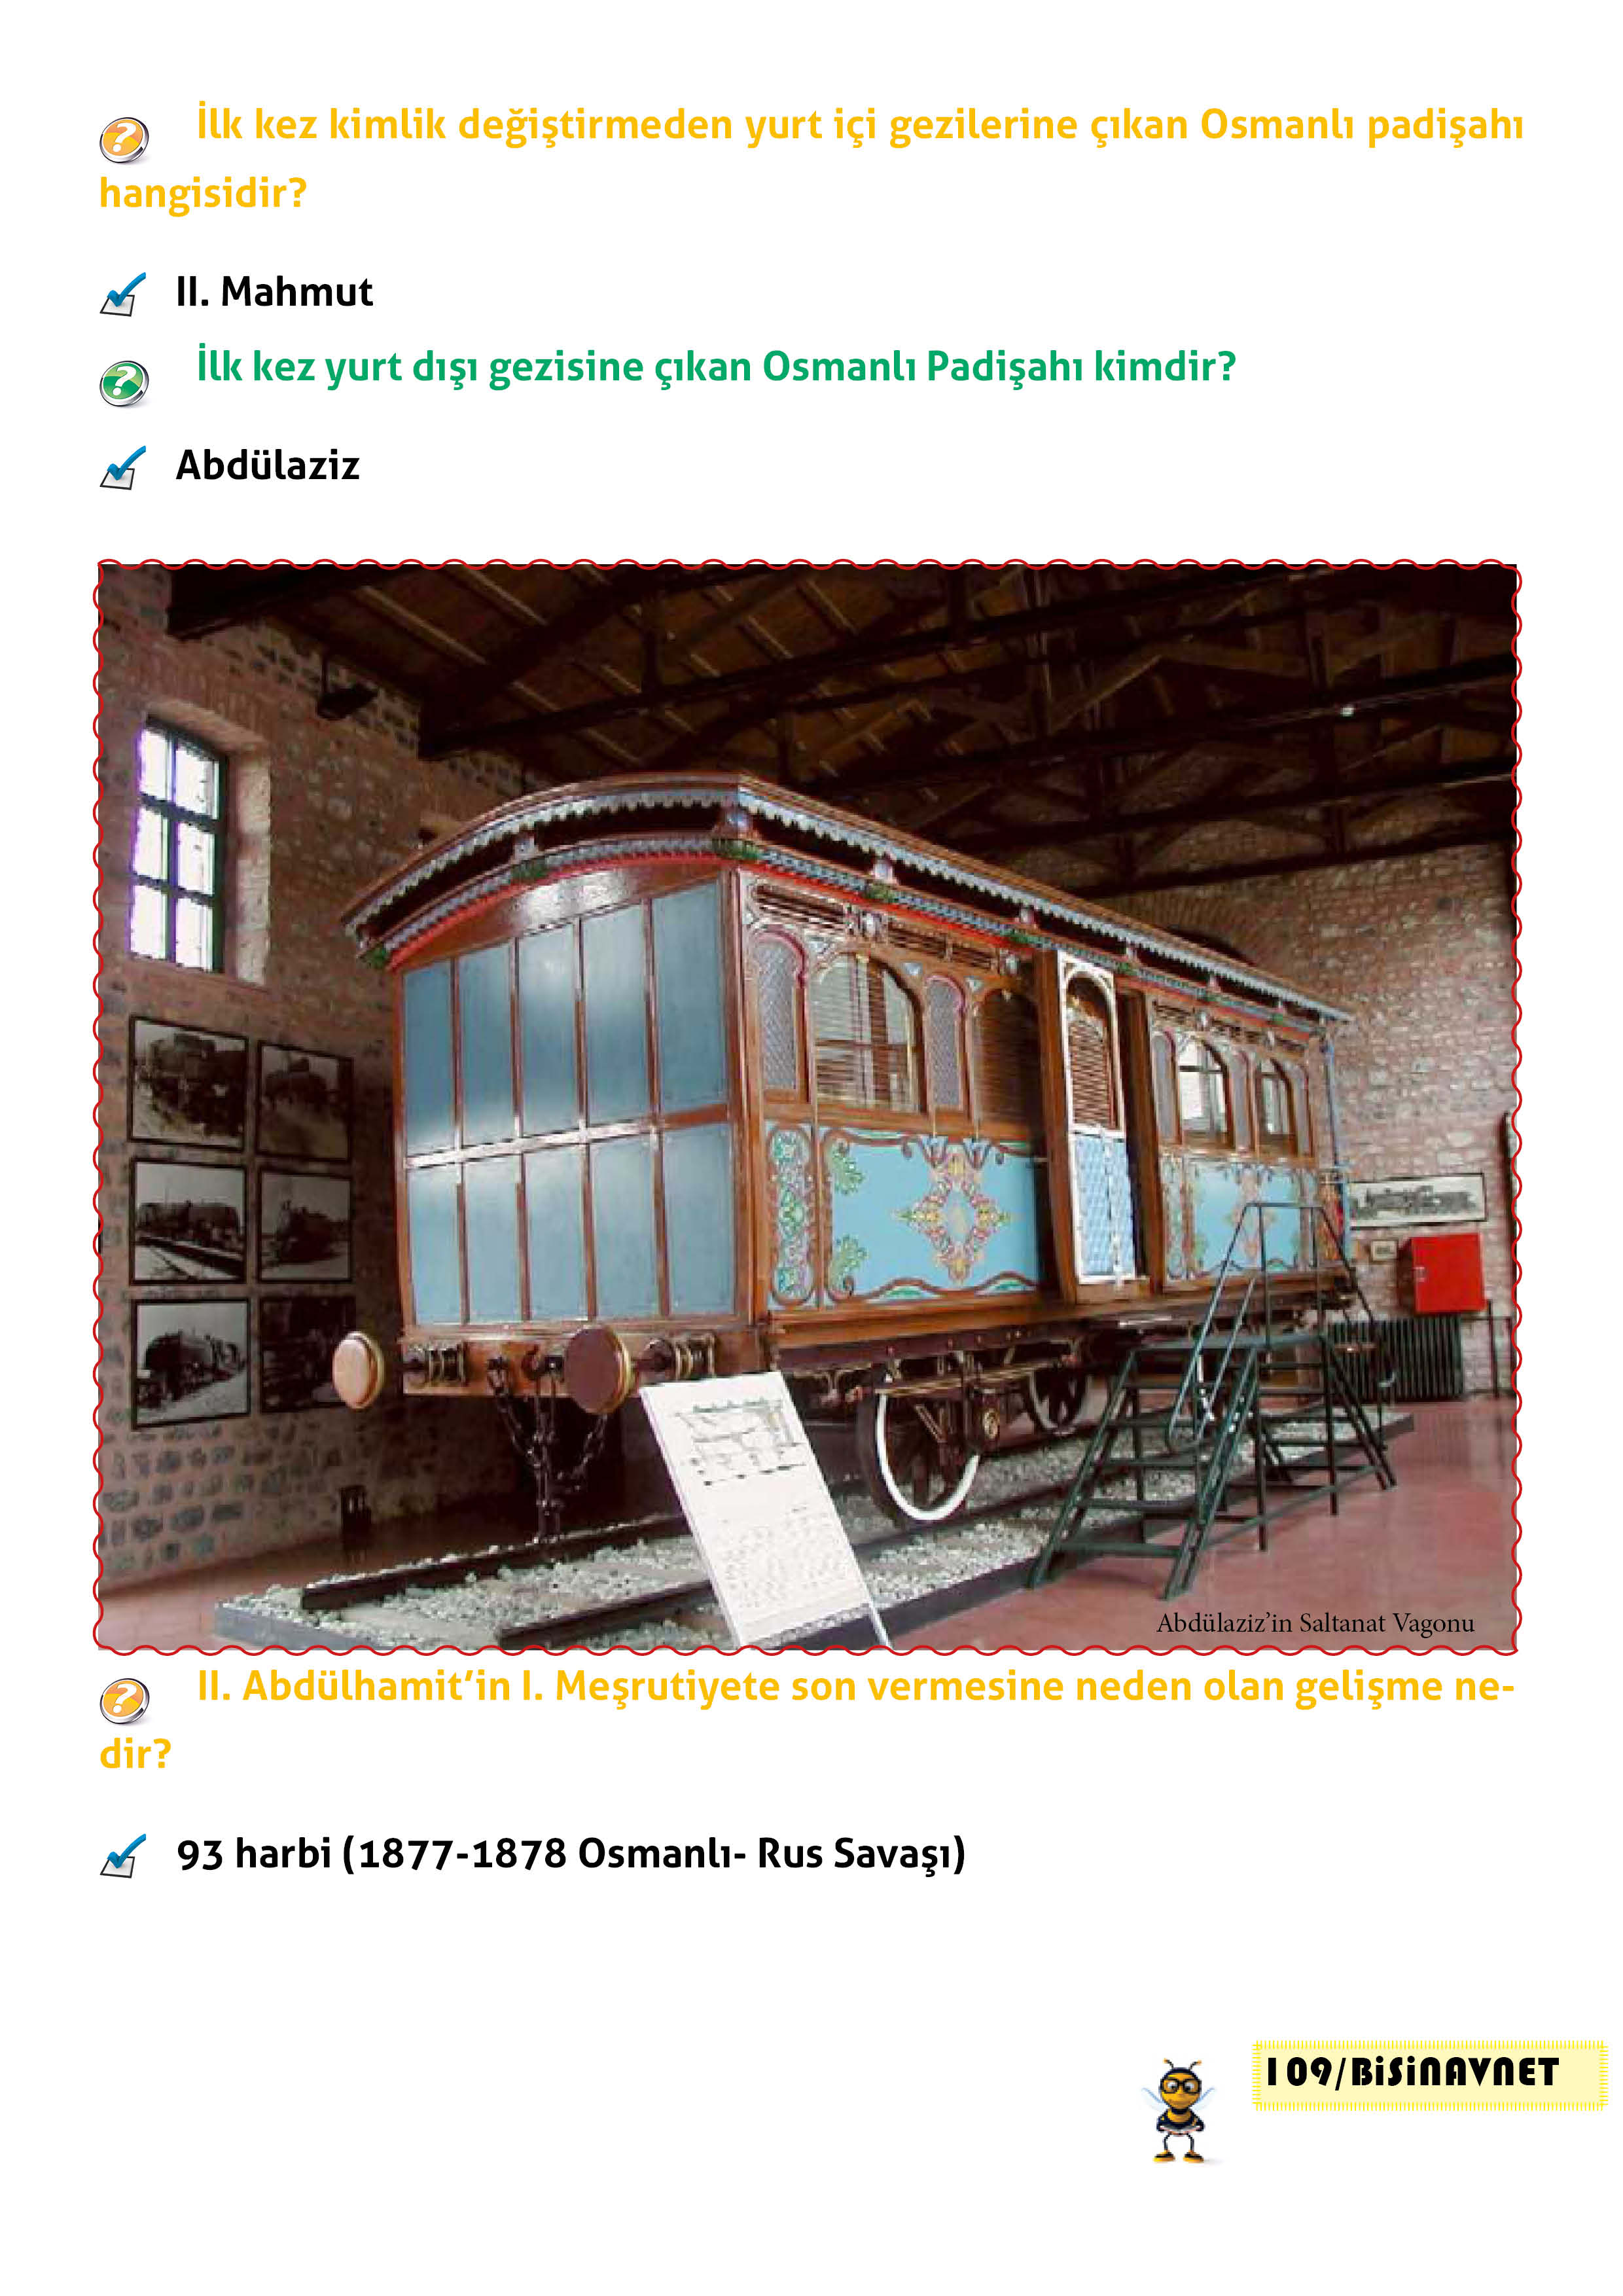 İlk kez kimlik değiştirmeden yurt içi gezilerine çıkan Osmanlı padişahı
hangisidir?
II. Mahmut
İlk kez yurt dışı gezisine çıkan Osmanlı Padişahı kimdir?
Abdülaziz
Abdülaziz’in Saltanat Vagonu
II. Abdülhamit’in I. Meşrutiyete son vermesine neden olan gelişme ne-
dir?
93 harbi (1877-1878 Osmanlı- Rus Savaşı)
109/BiSiNAVNET